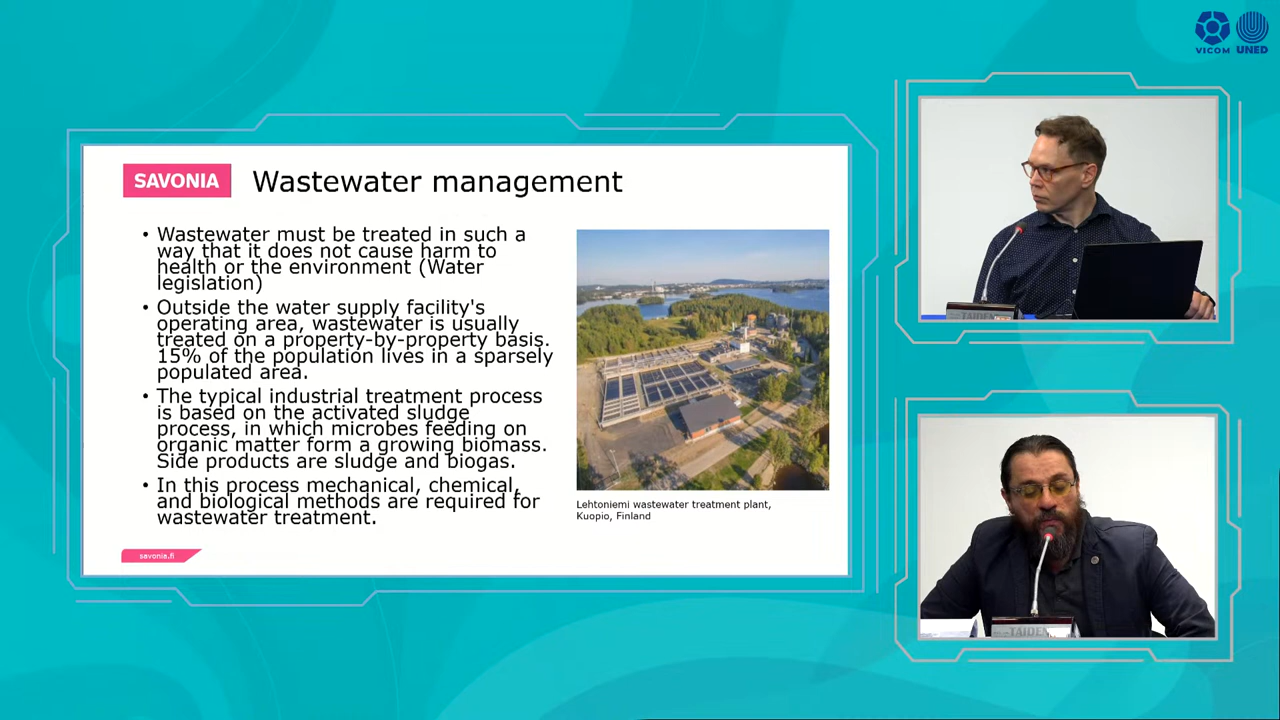 VICOM UNED
SAVONIA
Wastewater management
• Wastewater must be treated in such a
way that it does not cause harm to
health or the environment (Water
legislation)
• Outside the water supply facility's
operating area, wastewater is usually
treated on a property-by-property basis.
15% of the population lives in a sparsely
populated area.
• The typical industrial treatment process
is based on the activated sludge
process, in which microbes feeding on
organic matter form a growing biomass.
Side products are sludge and biogas.
• In this process mechanical, chemical,
and biological methods are required for
wastewater treatment.
Lehtoniemi wastewater treatment plant,
Kuopio, Finland
savonia.fi
TAIDEN
TAIDEN